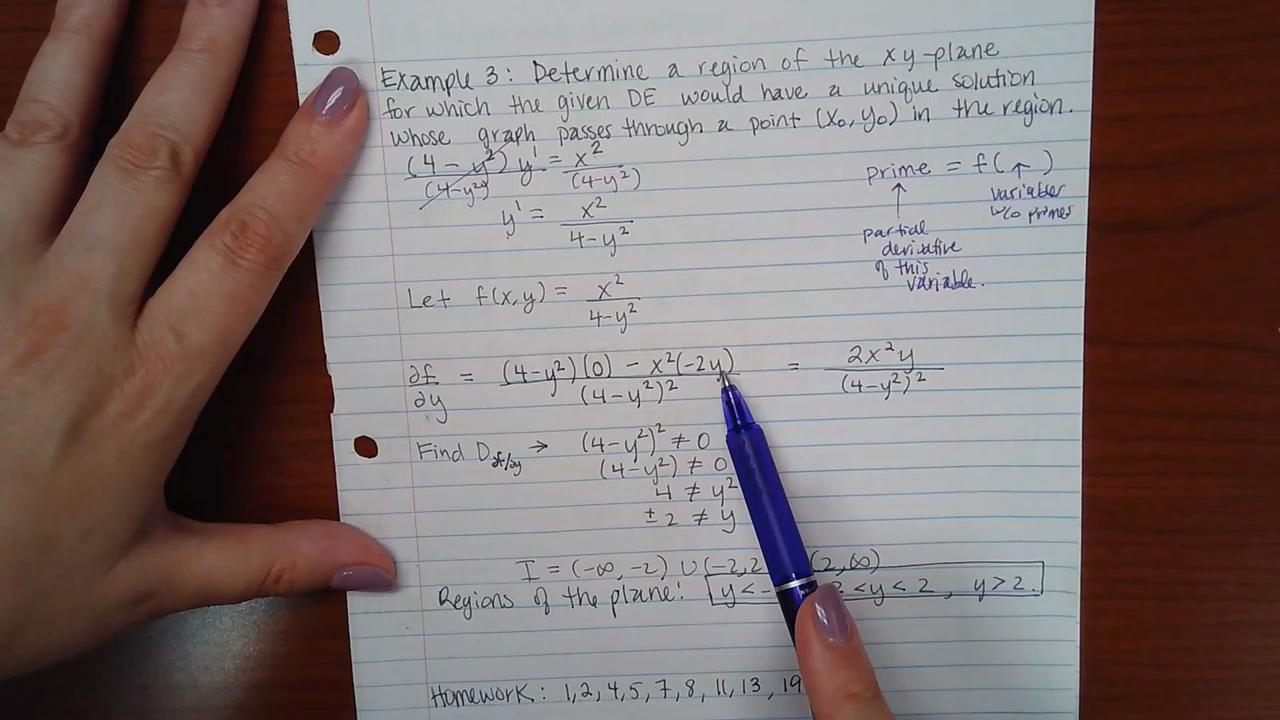 Example 3: Determine a region of the xy-plane
for which the given DE would have a unique solution
whose graph passes through a point (x₀, y₀) in the region.
(4 - y²) y' = x²
(4-y²) (4-y²)
y' = x² / 4-y²
prime = f(↑)
variables
w/o primes
partial
derivative
of this
variable.
Let f(x,y) = x² / 4-y²
∂f/∂y = (4-y²)(0) - x²(-2y) / (4-y²)² = 2x²y / (4-y²)²
Find D∂f/∂y → (4-y²)² ≠ 0
(4-y²) ≠ 0
4 ≠ y²
± 2 ≠ y
I = (-∞, -2) ∪ (-2, 2 (2, ∞)
Regions of the plane: y < - 2 < y < 2, y > 2.
Homework: 1, 2, 4, 5, 7, 8, 11, 13, 19